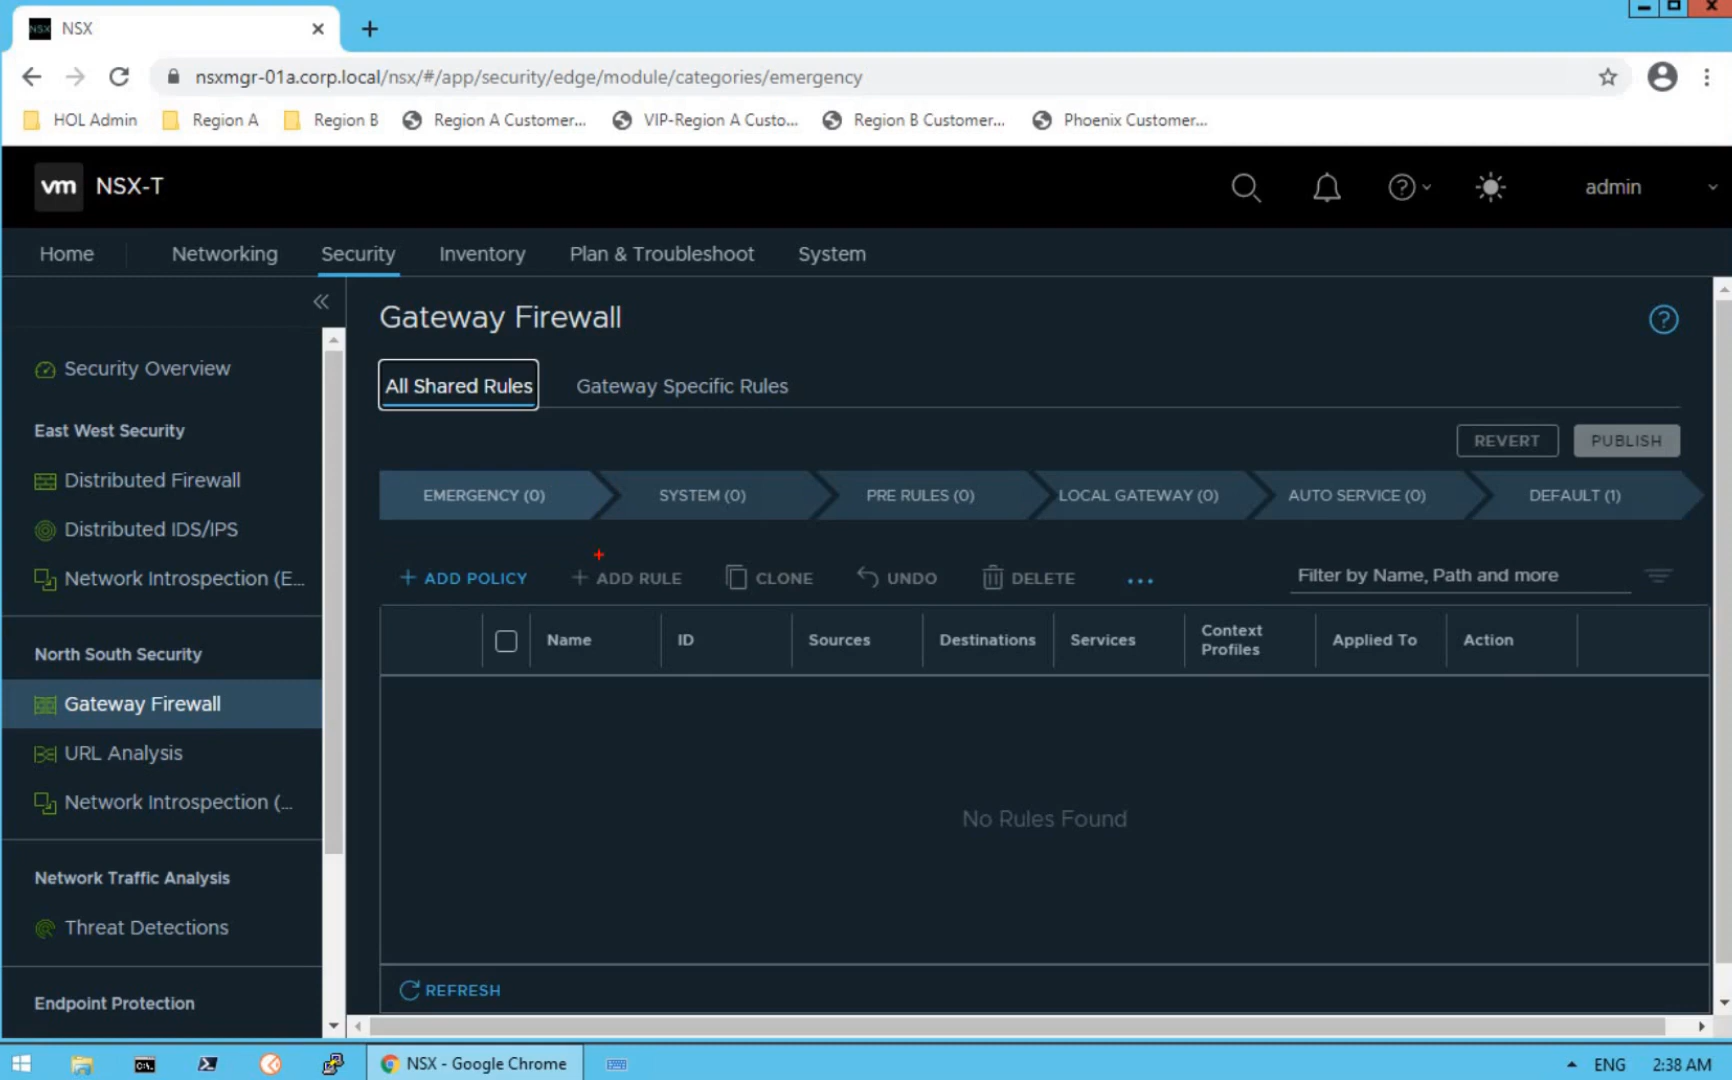 NSX
nsxmgr-01a.corp.local/nsx/#/app/security/edge/module/categories/emergency
HOL Admin Region A Region B Region A Customer... VIP-Region A Custo... Region B Customer... Phoenix Customer...
vm NSX-T admin
Home Networking Security Inventory Plan & Troubleshoot System
Security Overview
East West Security
Distributed Firewall
Distributed IDS/IPS
Network Introspection (E...
North South Security
Gateway Firewall
URL Analysis
Network Introspection (...
Network Traffic Analysis
Threat Detections
Endpoint Protection
Gateway Firewall
All Shared Rules Gateway Specific Rules
REVERT PUBLISH
EMERGENCY (0) SYSTEM (0) PRE RULES (0) LOCAL GATEWAY (0) AUTO SERVICE (0) DEFAULT (1)
+ ADD POLICY + ADD RULE CLONE UNDO DELETE ... Filter by Name, Path and more
Name ID Sources Destinations Services Context Profiles Applied To Action
No Rules Found
REFRESH
NSX - Google Chrome ENG 2:38 AM